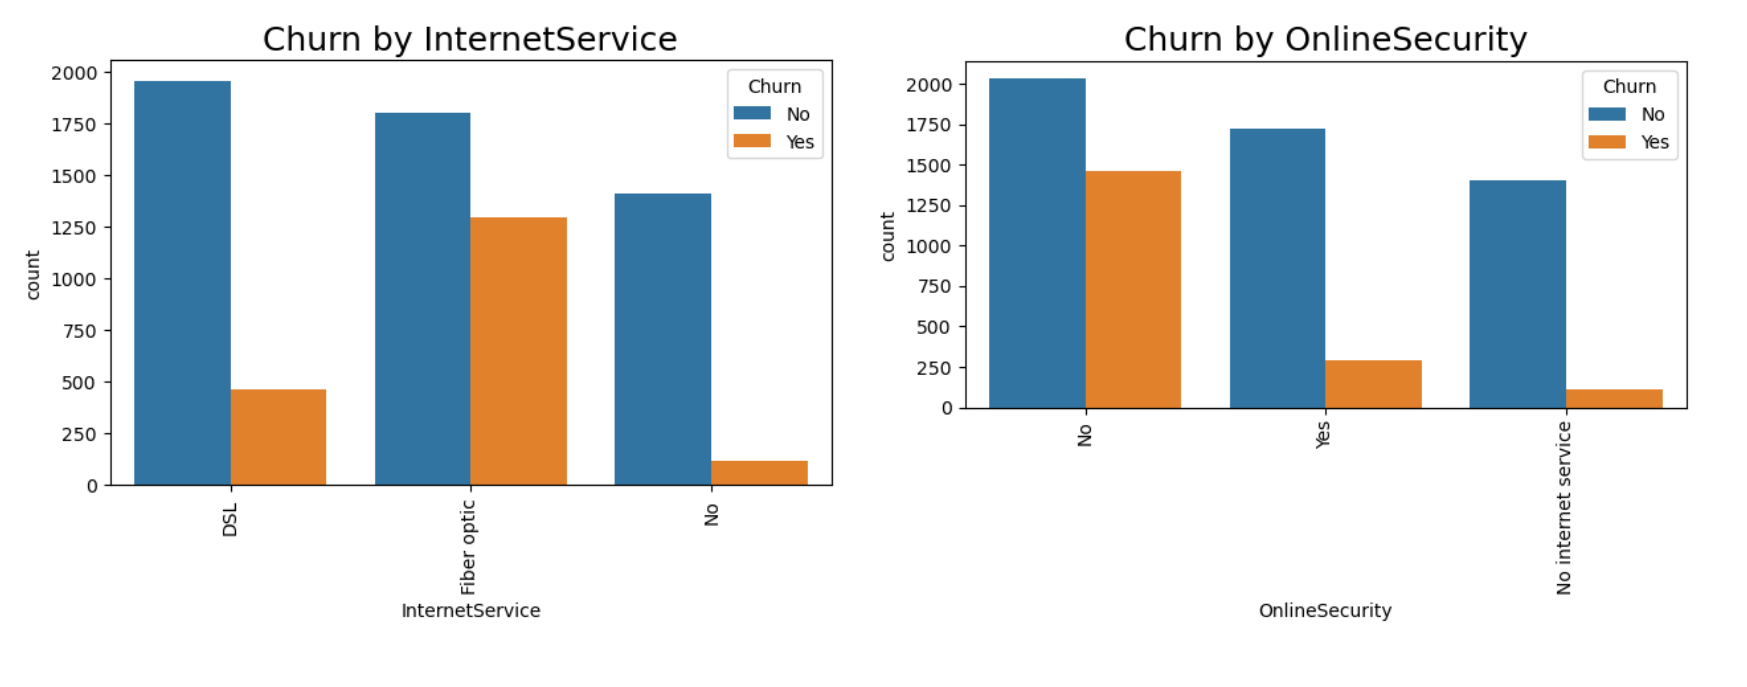 Churn by InternetService
2000
1750
1500
1250
1000
750
500
250
0
count
Churn
No
Yes
DSL
Fiber optic
No
InternetService
Churn by OnlineSecurity
2000
1750
1500
1250
1000
750
500
250
0
count
Churn
No
Yes
No
Yes
No internet service
OnlineSecurity